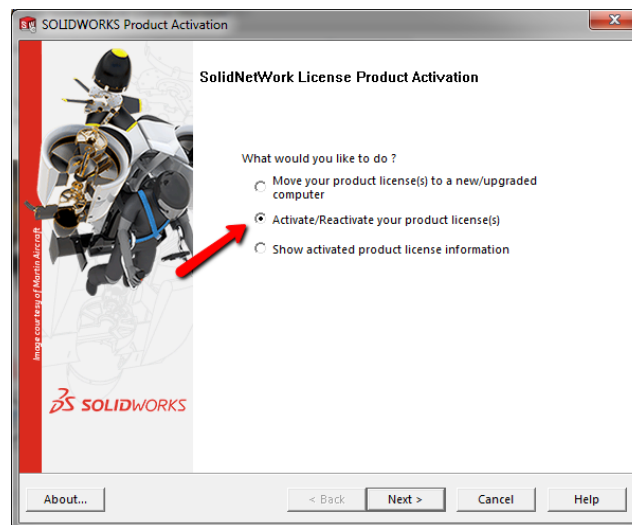 SOLIDWORKS Product Activation
SolidNetWork License Product Activation
What would you like to do ?
Move your product license(s) to a new/upgraded
computer
Activate/Reactivate your product license(s)
Show activated product license information
Image courtesy of Martin Aircraft
SOLIDWORKS
About...
< Back
Next >
Cancel
Help